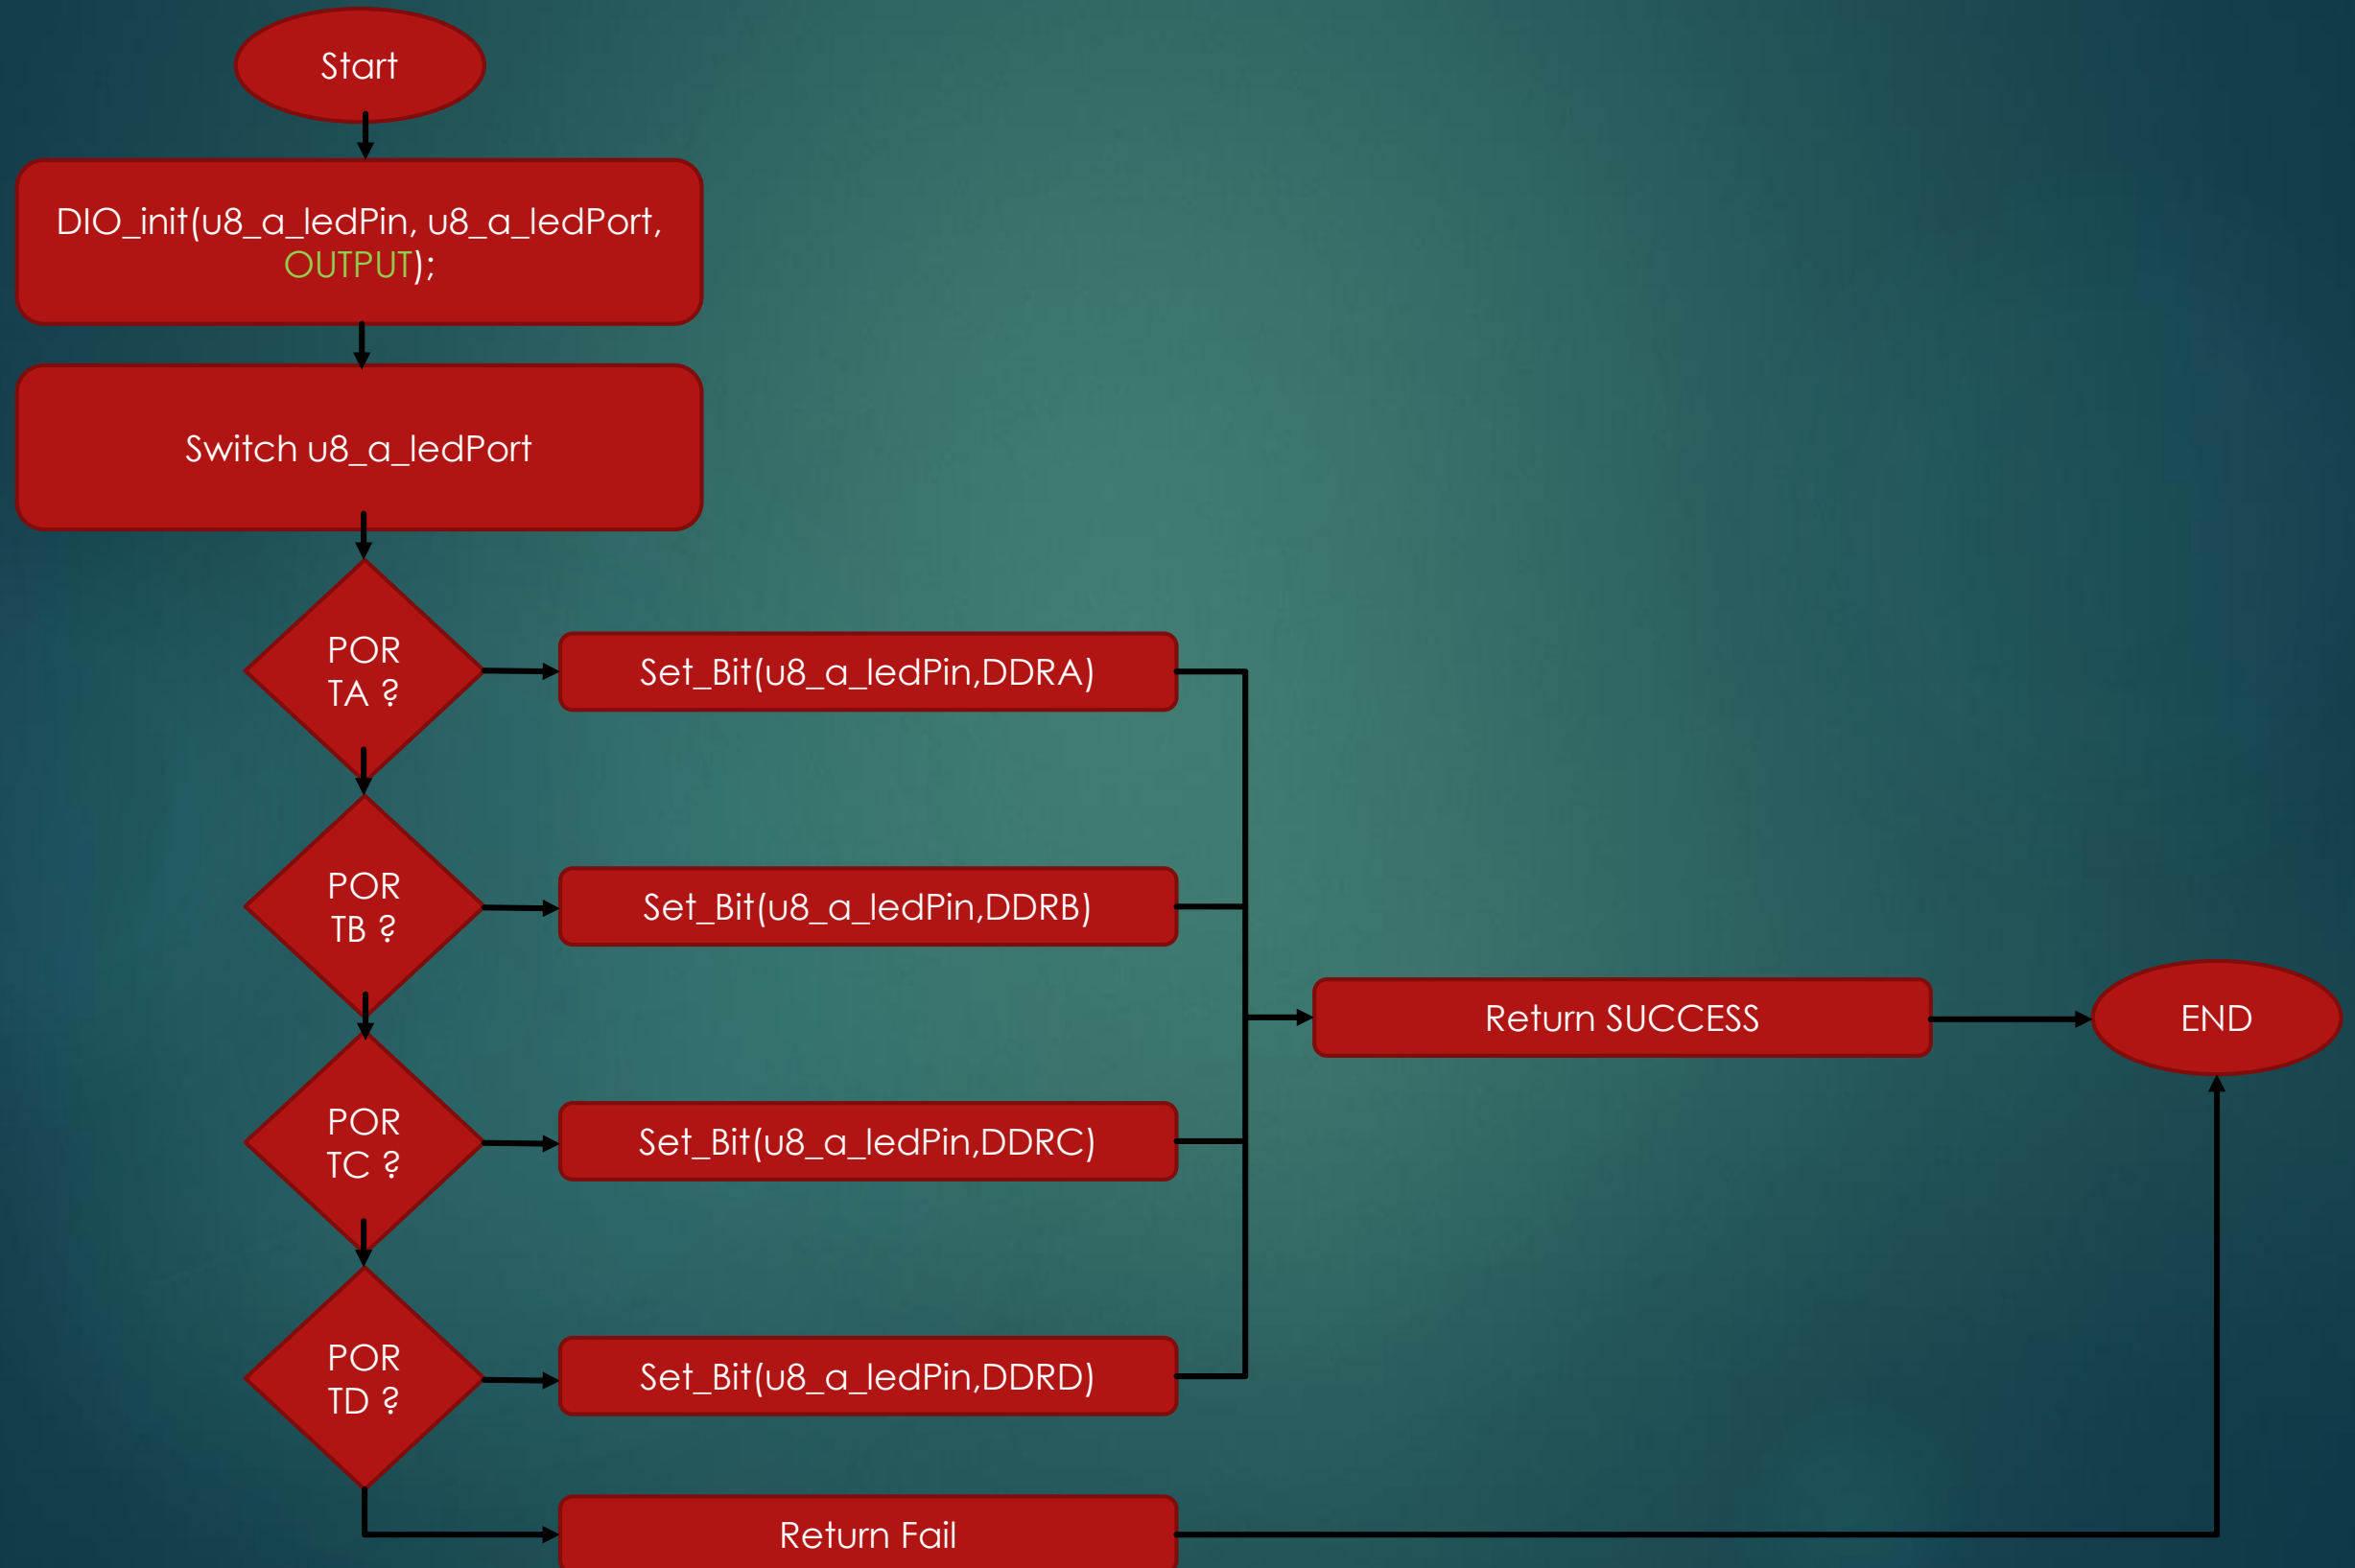 Start
DIO_init(u8_a_ledPin, u8_a_ledPort,
OUTPUT);
Switch u8_a_ledPort
POR
TA ?
Set_Bit(u8_a_ledPin,DDRA)
POR
TB ?
Set_Bit(u8_a_ledPin,DDRB)
Return SUCCESS
END
POR
TC ?
Set_Bit(u8_a_ledPin,DDRC)
POR
TD ?
Set_Bit(u8_a_ledPin,DDRD)
Return Fail